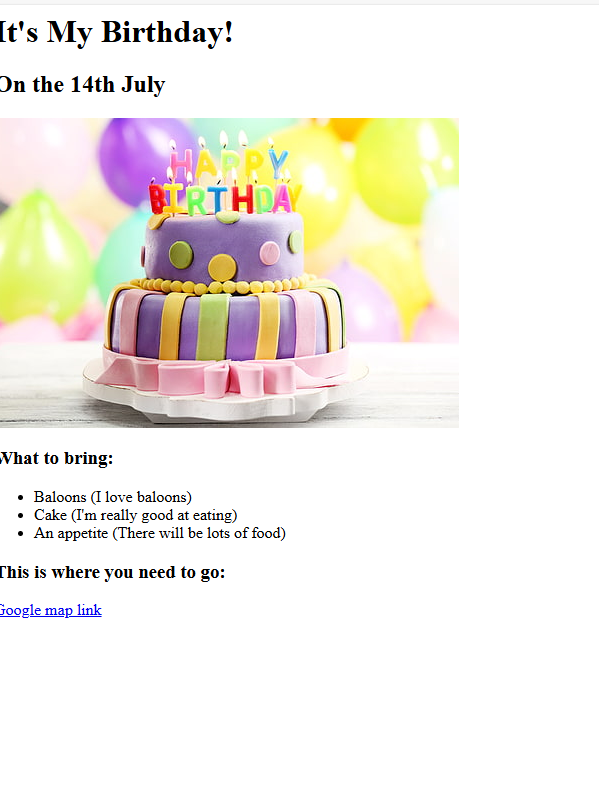 It's My Birthday!
On the 14th July
HAPPY
BIRTHDAY
What to bring:
Baloons (I love baloons)
Cake (I'm really good at eating)
An appetite (There will be lots of food)
This is where you need to go:
Google map link